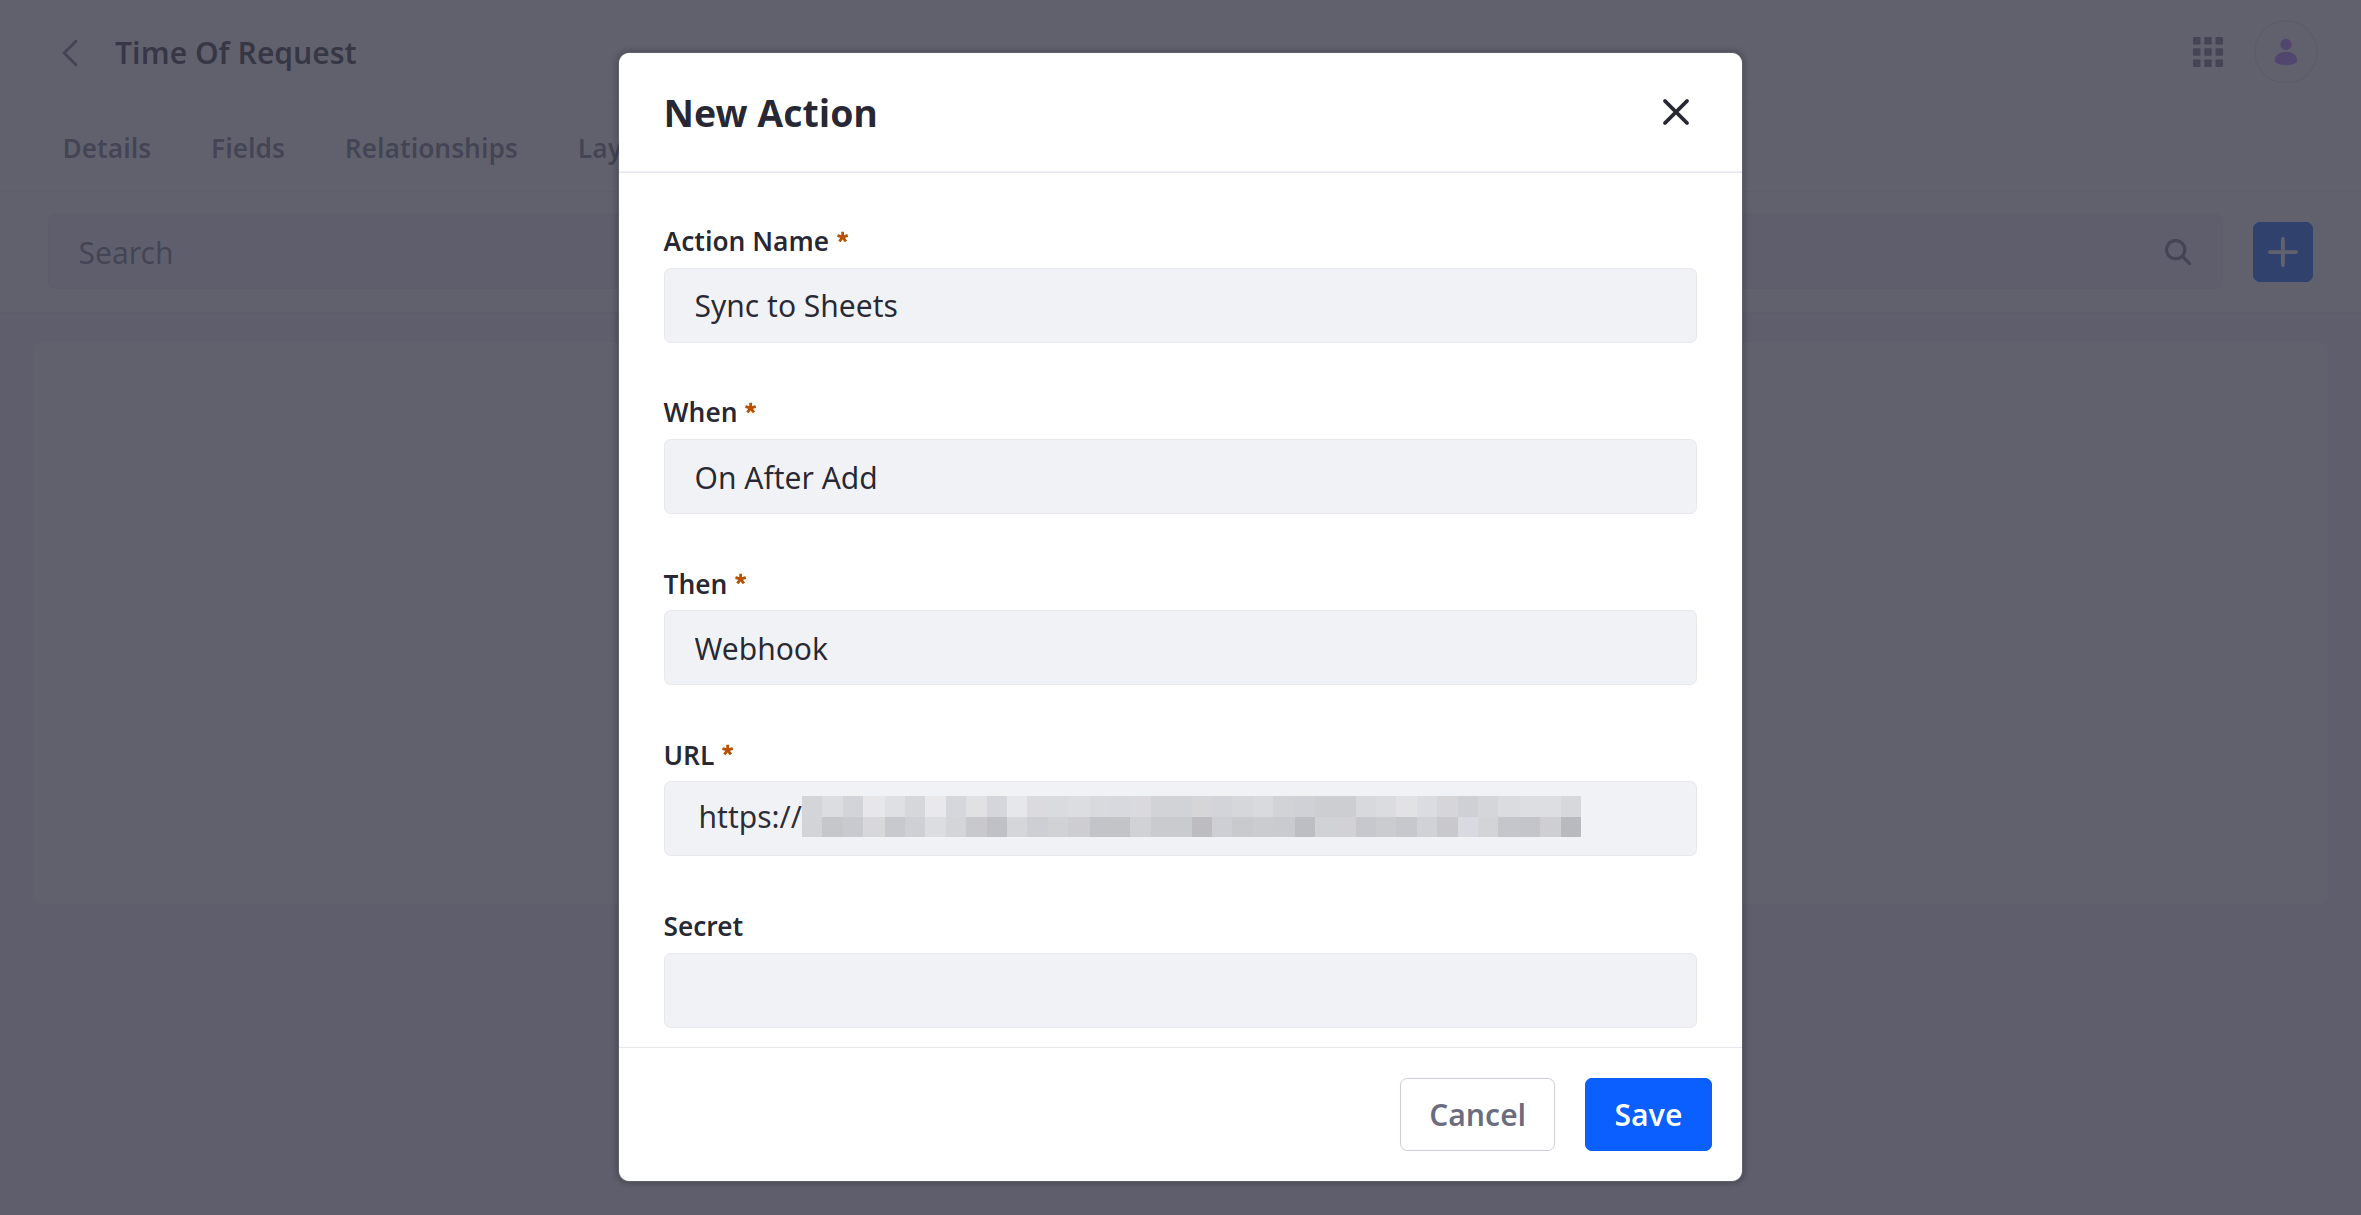 Time Of Request
Details Fields Relationships Lay
Search
New Action
Action Name *
Sync to Sheets
When *
On After Add
Then *
Webhook
URL *
https://
Secret
Cancel Save